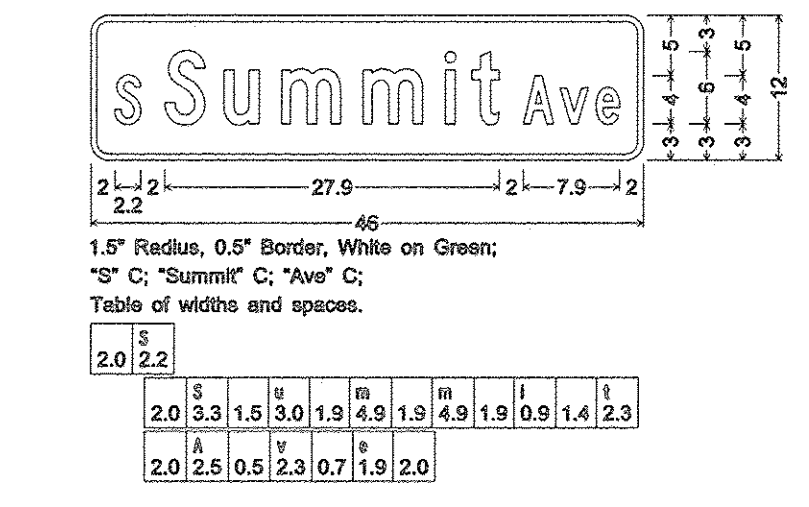 S Summit Ave
5 3 5
4 6 4 12
3 3 3
2 2 27.9 2 7.9 2
2.2
46
1.5" Radius, 0.5" Border, White on Green;
"S" C; "Summit" C; "Ave" C;
Table of widths and spaces.
S
2.0 2.2
S u m m i t
2.0 3.3 1.5 3.0 1.9 4.9 1.9 4.9 1.9 0.9 1.4 2.3
A v e
2.0 2.5 0.5 2.3 0.7 1.9 2.0